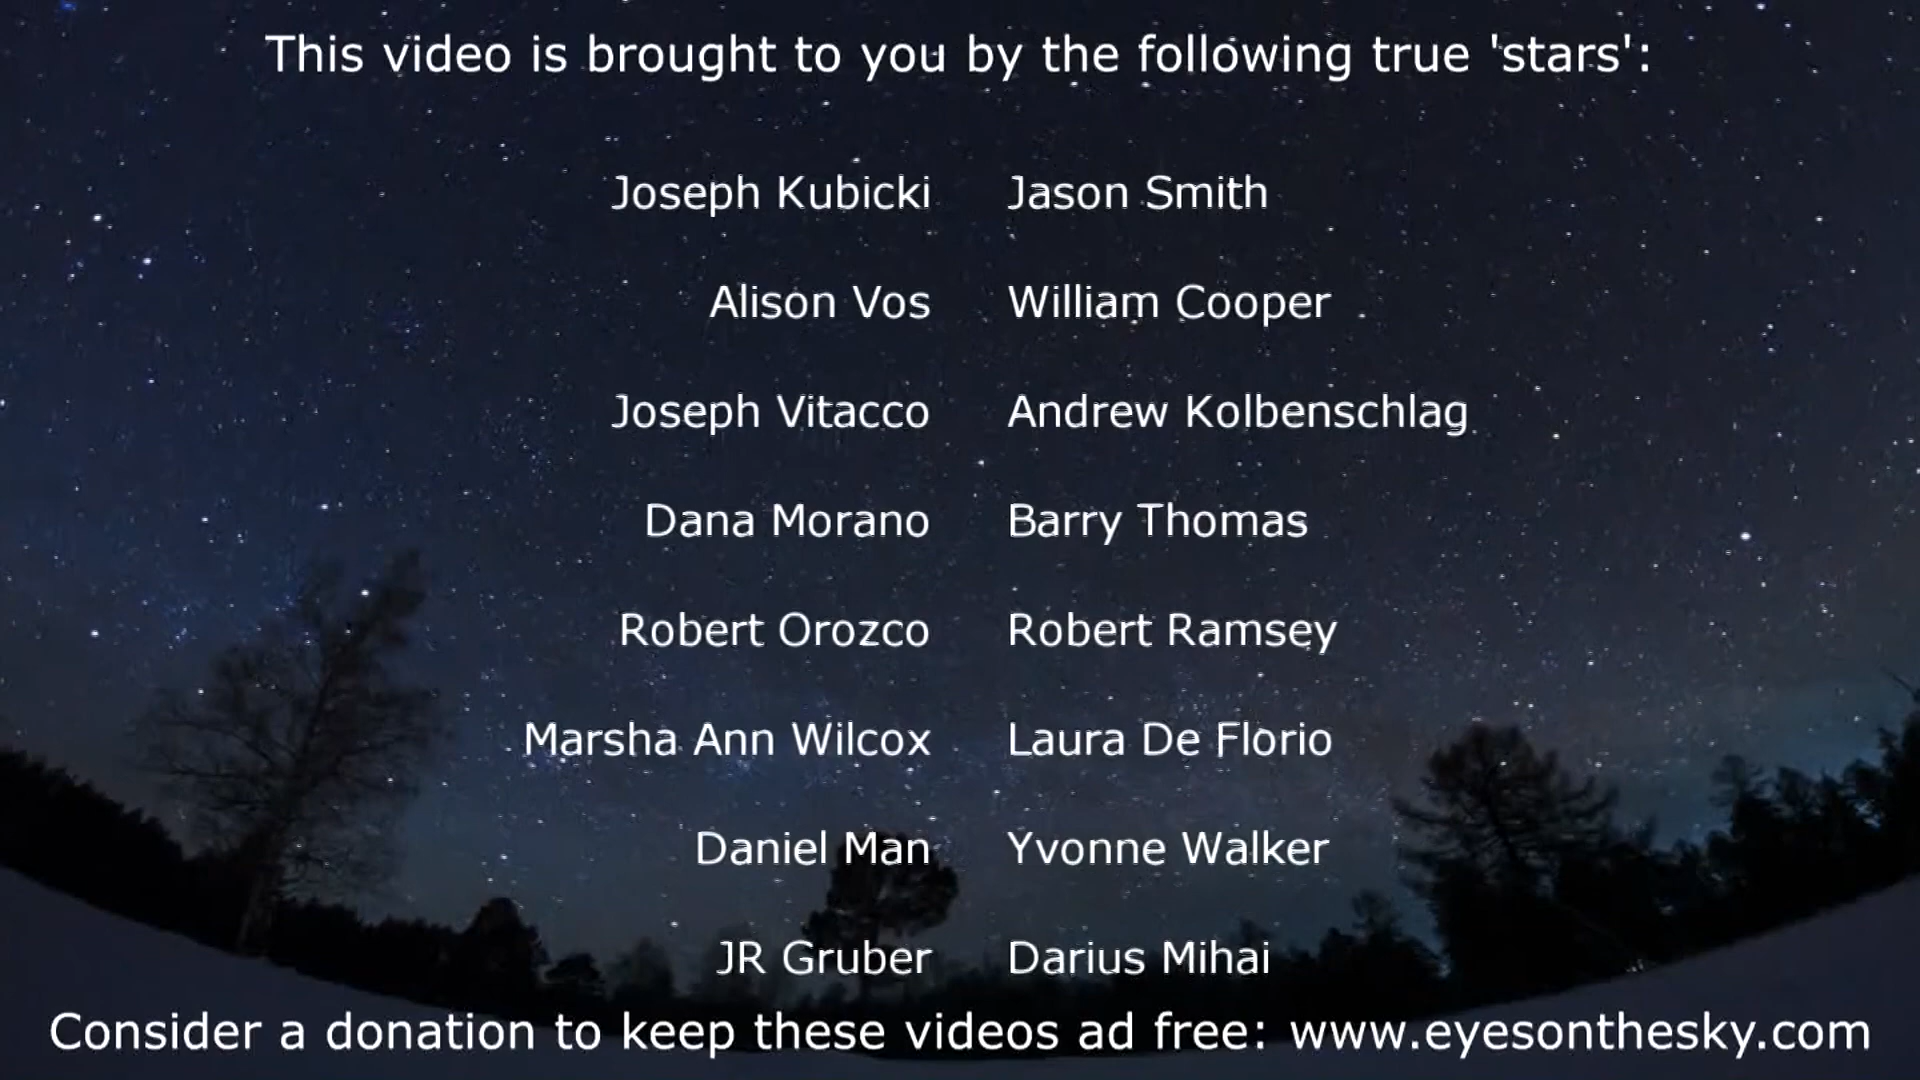 This video is brought to you by the following true 'stars':
Joseph Kubicki Jason Smith
Alison Vos William Cooper
Joseph Vitacco Andrew Kolbenschlag
Dana Morano Barry Thomas
Robert Orozco Robert Ramsey
Marsha Ann Wilcox Laura De Florio
Daniel Man Yvonne Walker
JR Gruber Darius Mihai
Consider a donation to keep these videos ad free: www.eyesonthesky.com